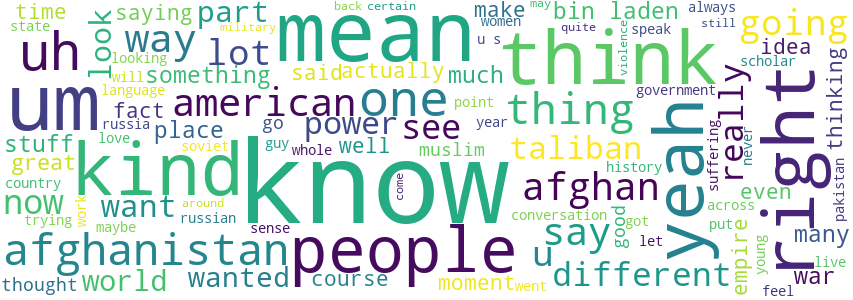 back certain
time saying part mean make bin laden always going
state women may still
uh look way lot u s quite military
looking something said actually much think speak violence idea
will language
um fact american one thing government yeah really right scholar thinking
russia place go power see point year
stuff love guy well taliban suffering never
great soviet whole muslim history
country kind know come afghan even pakistan
now trying work want around conversation across
maybe russian sense got good put many
afghanistan people say let empire young war
world wanted course u different
thought moment went feel live